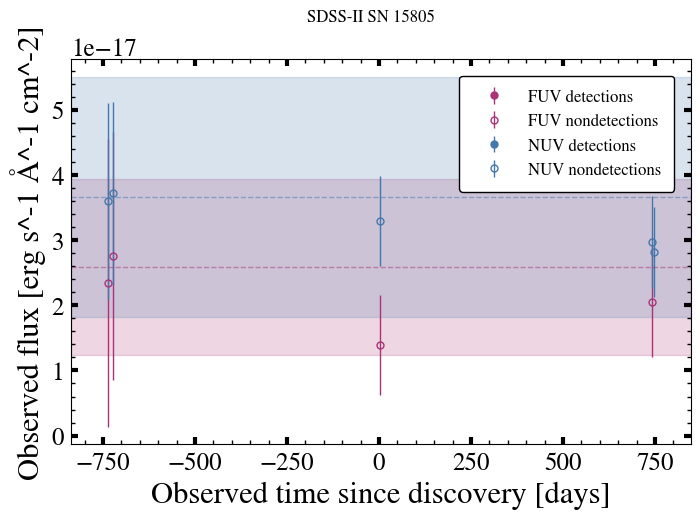 SDSS-II SN 15805
1e−17
Observed flux [erg s^-1 Å^-1 cm^-2]
5
4
3
2
1
0
FUV detections
FUV nondetections
NUV detections
NUV nondetections
−750 −500 −250 0 250 500 750
Observed time since discovery [days]